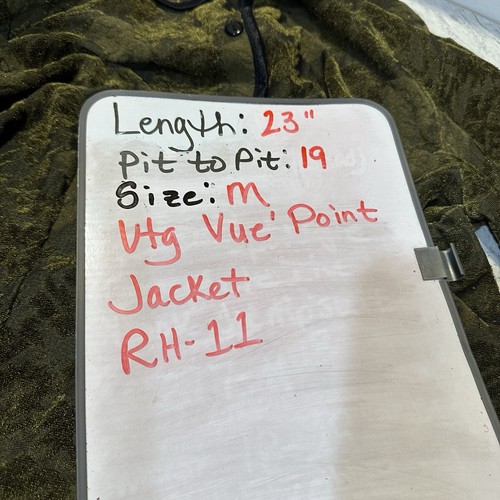 Length: 23"
Pit to Pit: 19
Size: M
Vtg Vue' Point
Jacket
RH-11